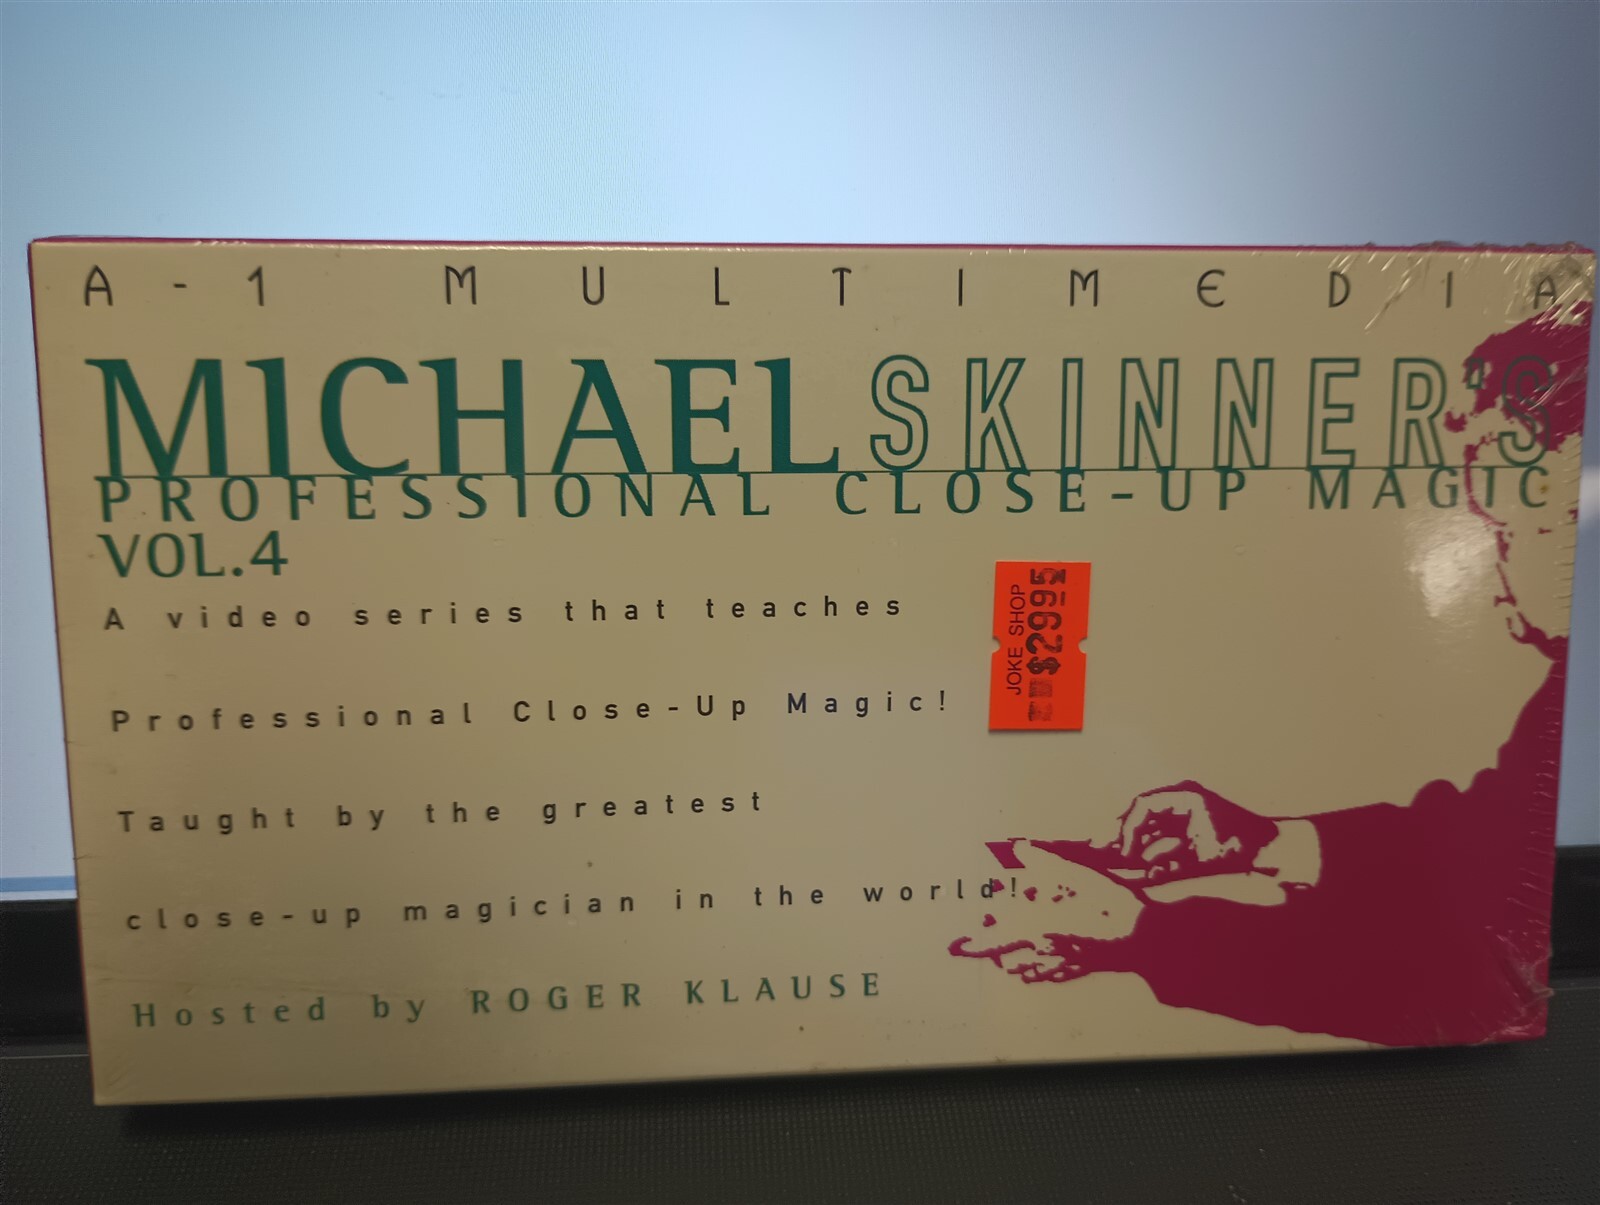 A-1 MULTIMEDIA
MICHAEL SKINNER'S
PROFESSIONAL CLOSE-UP MAGIC
VOL.4
A video series that teaches
Professional Close-Up Magic!
Taught by the greatest
close-up magician in the world!
Hosted by ROGER KLAUSE
JOKE SHOP
$2995